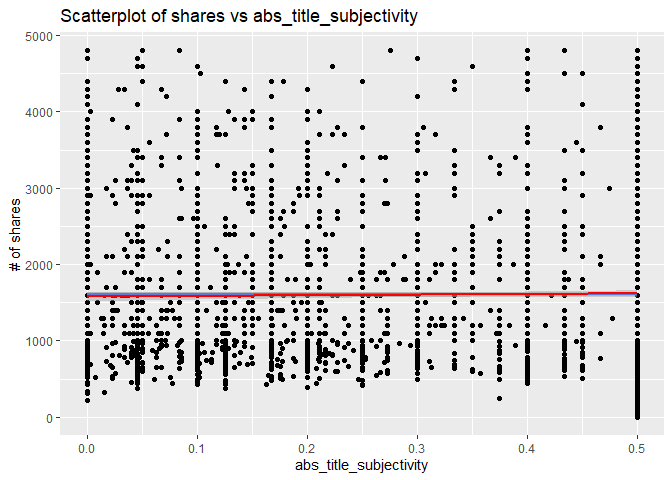 Scatterplot of shares vs abs_title_subjectivity
# of shares
5000
4000
3000
2000
1000
0
0.0 0.1 0.2 0.3 0.4 0.5
abs_title_subjectivity